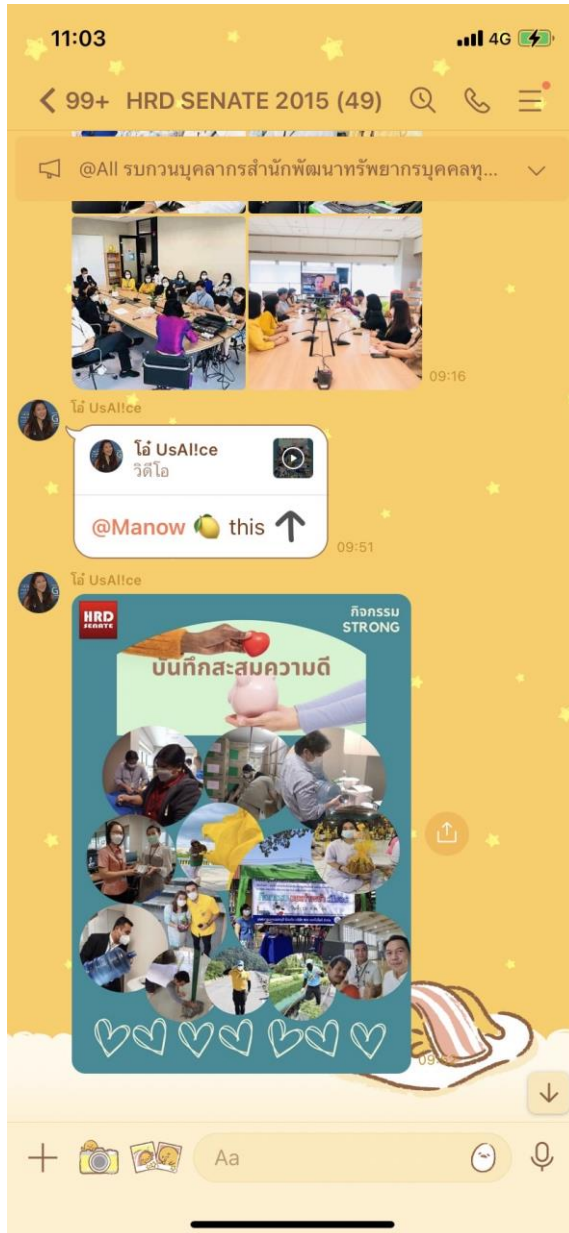 11:03
4G
99+ HRD SENATE 2015 (49)
@All รบกวนบุคลากรสำนักพัฒนาทรัพยากรบุคคลทุ...
09:16
โอ๋ UsAl!ce
โอ๋ UsAl!ce
วิดีโอ
@Manow 🍋 this ↑
09:51
โอ๋ UsAl!ce
HRD
SENATE
กิจกรรม
STRONG
บันทึกสะสมความดี
Aa